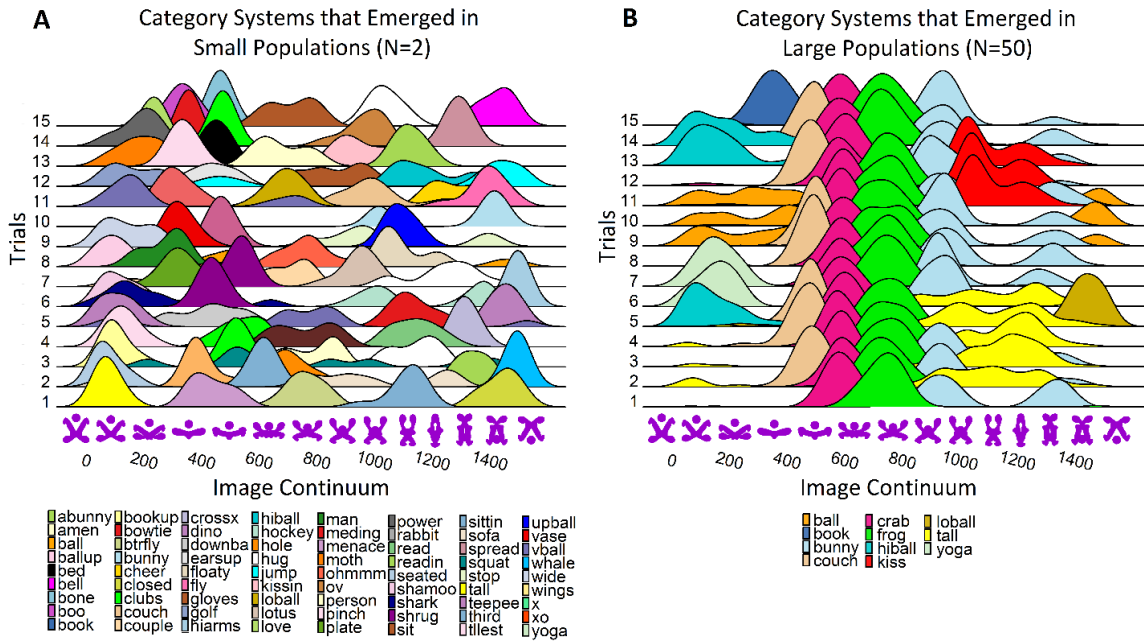 A
Category Systems that Emerged in
Small Populations (N=2)
Trials
15
14
13
12
11
10
9
8
7
6
5
4
3
2
1
0 200 400 600 800 1000 1200 1400
Image Continuum
abunny bookup crossx hiball man power sittin upball
amen bowtie dino hockey meding rabbit sofa vase
ball btrfly downba hole menace read spread vball
ballup bunny earsup hug moth readin squat whale
bed cheer floaty jump ohmmm seated stop wide
bell closed fly kissin ov shamoo tall wings
bone clubs gloves loball person shark teepee x
boo couch golf lotus pinch shrug third xo
book couple hiarms love plate sit tllest yoga
B
Category Systems that Emerged in
Large Populations (N=50)
Trials
15
14
13
12
11
10
9
8
7
6
5
4
3
2
1
0 200 400 600 800 1000 1200 1400
Image Continuum
ball crab loball
book frog tall
bunny hiball yoga
couch kiss